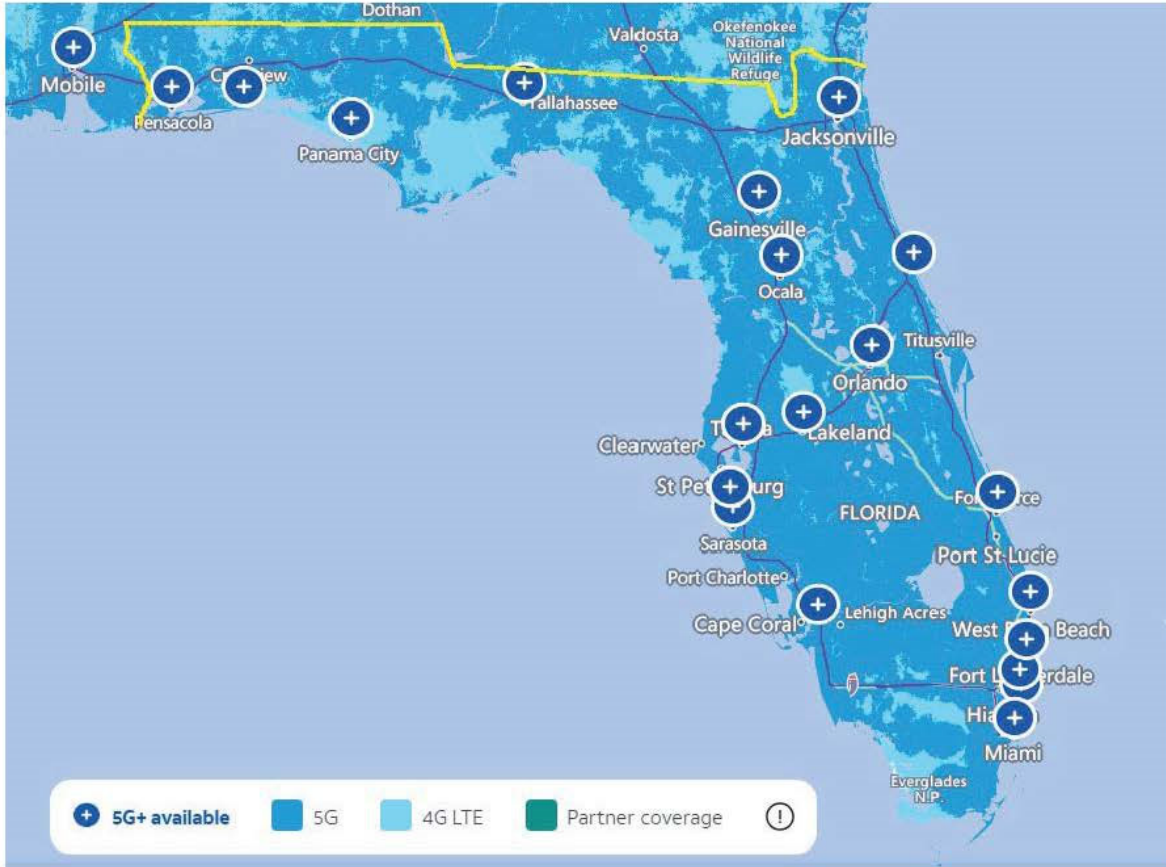 Dothan
Valdosta
Okefenokee
National
Wildlife
Refuge
Mobile
Pensacola
Tallahassee
Panama City
Jacksonville
Gainesville
Ocala
Titusville
Orlando
Lakeland
Clearwater
FLORIDA
Sarasota
Port St Lucie
Port Charlotte
Lehigh Acres
Cape Coral
West Beach
Miami
Everglades
N.P.
5G+ available
5G
4G LTE
Partner coverage